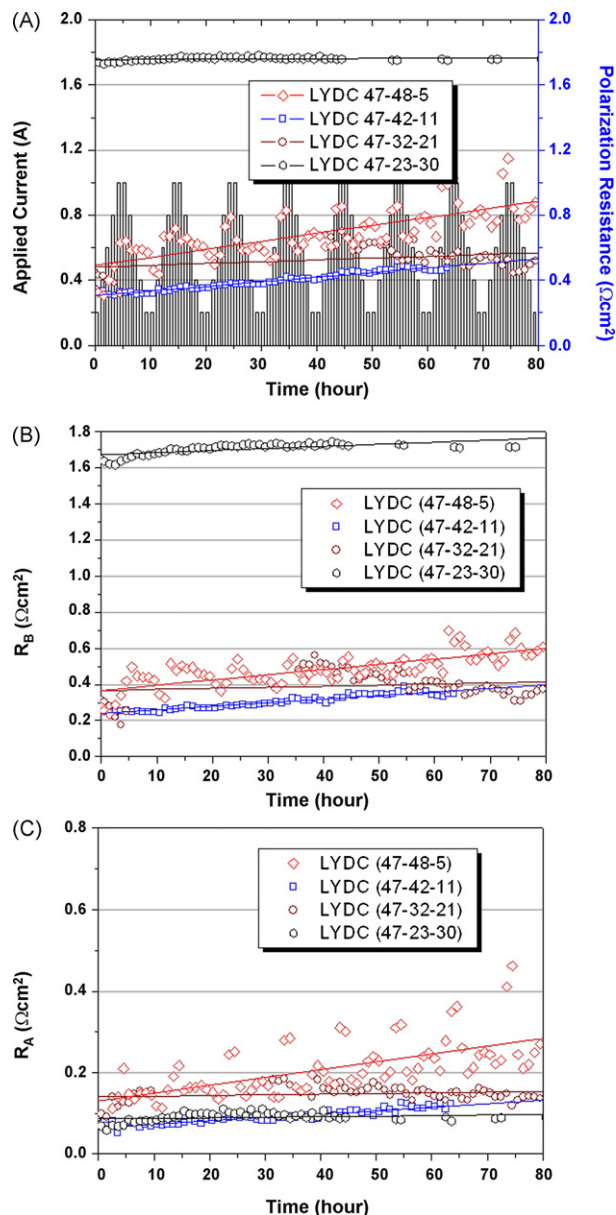 (A)
2.0
1.6
1.2
0.8
0.4
0.0
Applied Current (A)
LYDC 47-48-5
LYDC 47-42-11
LYDC 47-32-21
LYDC 47-23-30
2.0
1.6
1.2
0.8
0.4
0.0
Polarization Resistance (Ωcm²)
0 10 20 30 40 50 60 70 80
Time (hour)
(B)
1.8
1.6
1.4
1.2
1.0
0.8
0.6
0.4
0.2
0.0
R_B (Ωcm²)
LYDC (47-48-5)
LYDC (47-42-11)
LYDC (47-32-21)
LYDC (47-23-30)
0 10 20 30 40 50 60 70 80
Time (hour)
(C)
0.8
0.6
0.4
0.2
0.0
R_A (Ωcm²)
LYDC (47-48-5)
LYDC (47-42-11)
LYDC (47-32-21)
LYDC (47-23-30)
0 10 20 30 40 50 60 70 80
Time (hour)